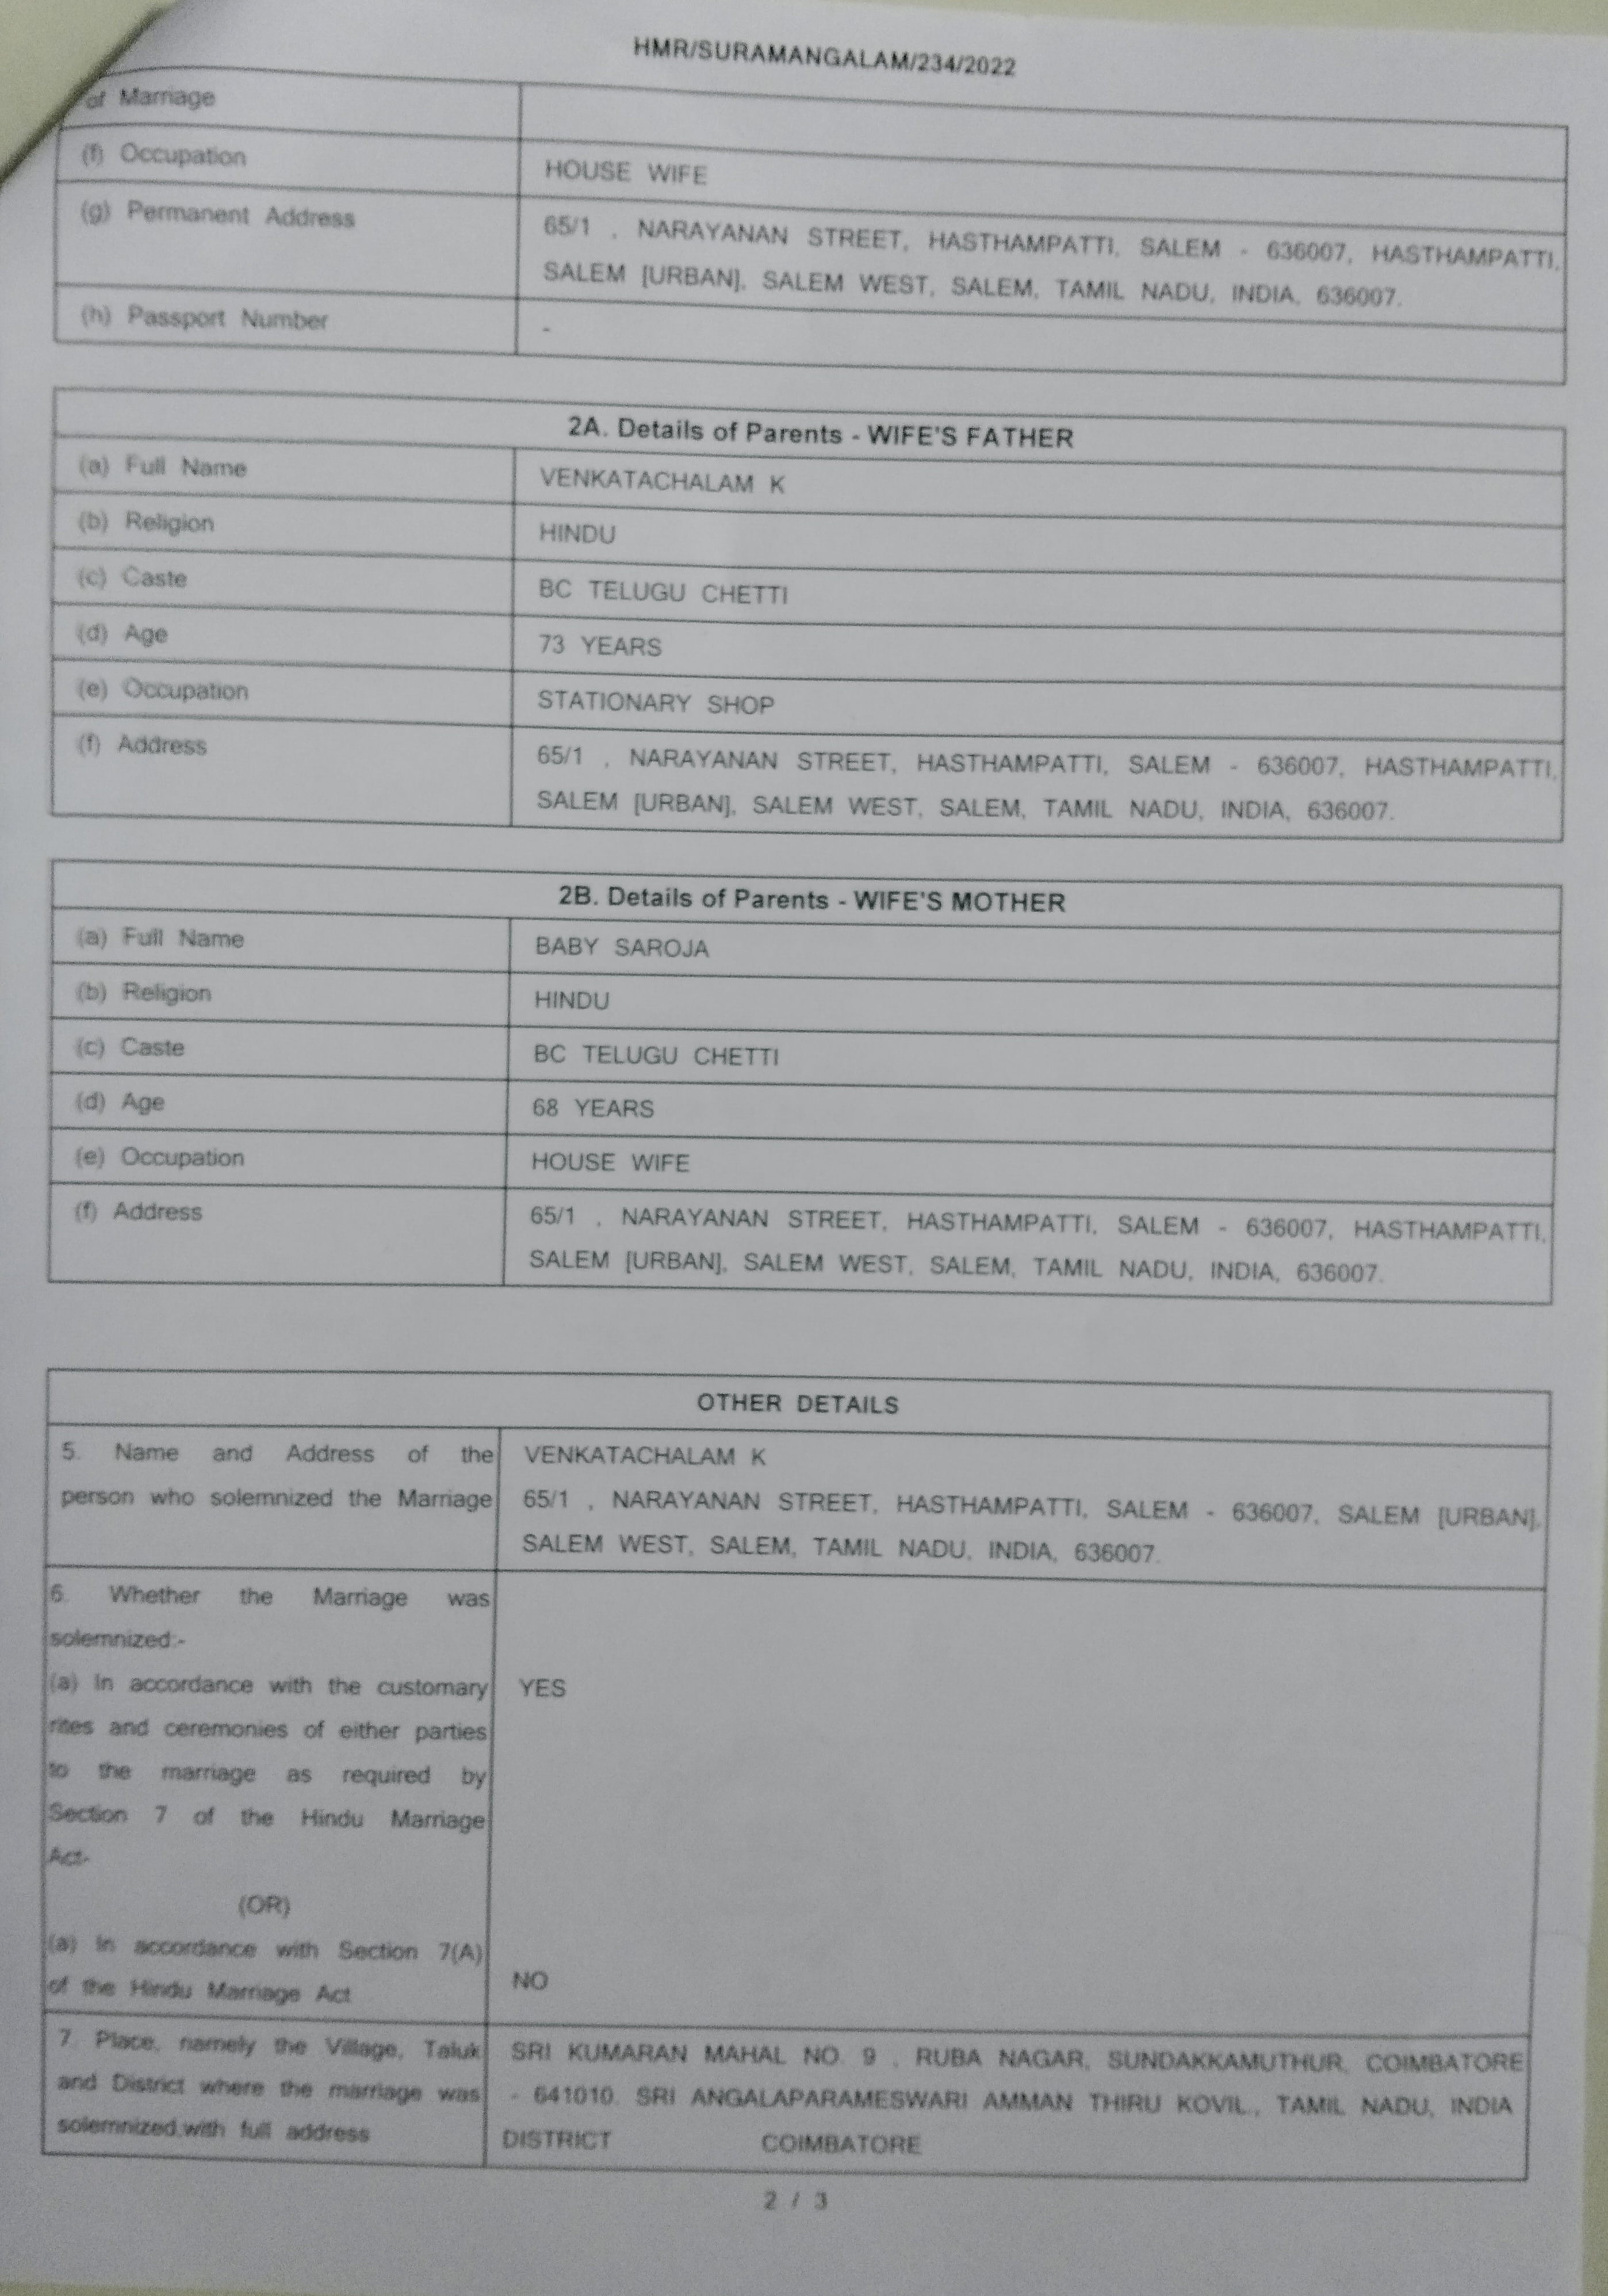 HMR/SURAMANGALAM/234/2022
of Marriage
(f) Occupation HOUSE WIFE
(g) Permanent Address 65/1 , NARAYANAN STREET, HASTHAMPATTI, SALEM - 636007, HASTHAMPATTI,
SALEM [URBAN], SALEM WEST, SALEM, TAMIL NADU, INDIA, 636007.
(h) Passport Number -
2A. Details of Parents - WIFE'S FATHER
(a) Full Name VENKATACHALAM K
(b) Religion HINDU
(c) Caste BC TELUGU CHETTI
(d) Age 73 YEARS
(e) Occupation STATIONARY SHOP
(f) Address 65/1 , NARAYANAN STREET, HASTHAMPATTI, SALEM - 636007, HASTHAMPATTI,
SALEM [URBAN], SALEM WEST, SALEM, TAMIL NADU, INDIA, 636007.
2B. Details of Parents - WIFE'S MOTHER
(a) Full Name BABY SAROJA
(b) Religion HINDU
(c) Caste BC TELUGU CHETTI
(d) Age 68 YEARS
(e) Occupation HOUSE WIFE
(f) Address 65/1 , NARAYANAN STREET, HASTHAMPATTI, SALEM - 636007, HASTHAMPATTI,
SALEM [URBAN], SALEM WEST, SALEM, TAMIL NADU, INDIA, 636007.
OTHER DETAILS
5. Name and Address of the VENKATACHALAM K
person who solemnized the Marriage 65/1 , NARAYANAN STREET, HASTHAMPATTI, SALEM - 636007, SALEM [URBAN],
SALEM WEST, SALEM, TAMIL NADU, INDIA, 636007.
6. Whether the Marriage was
solemnized:-
(a) In accordance with the customary YES
rites and ceremonies of either parties
to the marriage as required by
Section 7 of the Hindu Marriage
Act-
(OR)
(a) In accordance with Section 7(A)
of the Hindu Marriage Act NO
7. Place, namely the Village, Taluk SRI KUMARAN MAHAL NO. 9 , RUBA NAGAR, SUNDAKKAMUTHUR, COIMBATORE
and District where the marriage was - 641010. SRI ANGALAPARAMESWARI AMMAN THIRU KOVIL., TAMIL NADU, INDIA
solemnized,with full address DISTRICT COIMBATORE
2 / 3